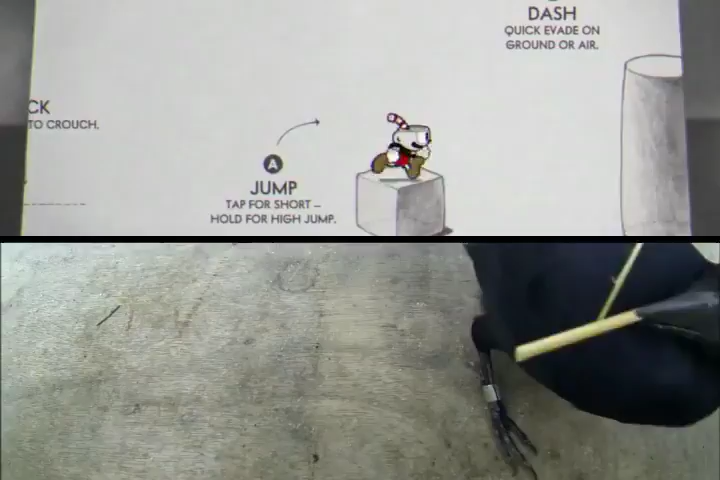 DASH
QUICK EVADE ON
GROUND OR AIR.
CK
TO CROUCH.
A
JUMP
TAP FOR SHORT –
HOLD FOR HIGH JUMP.